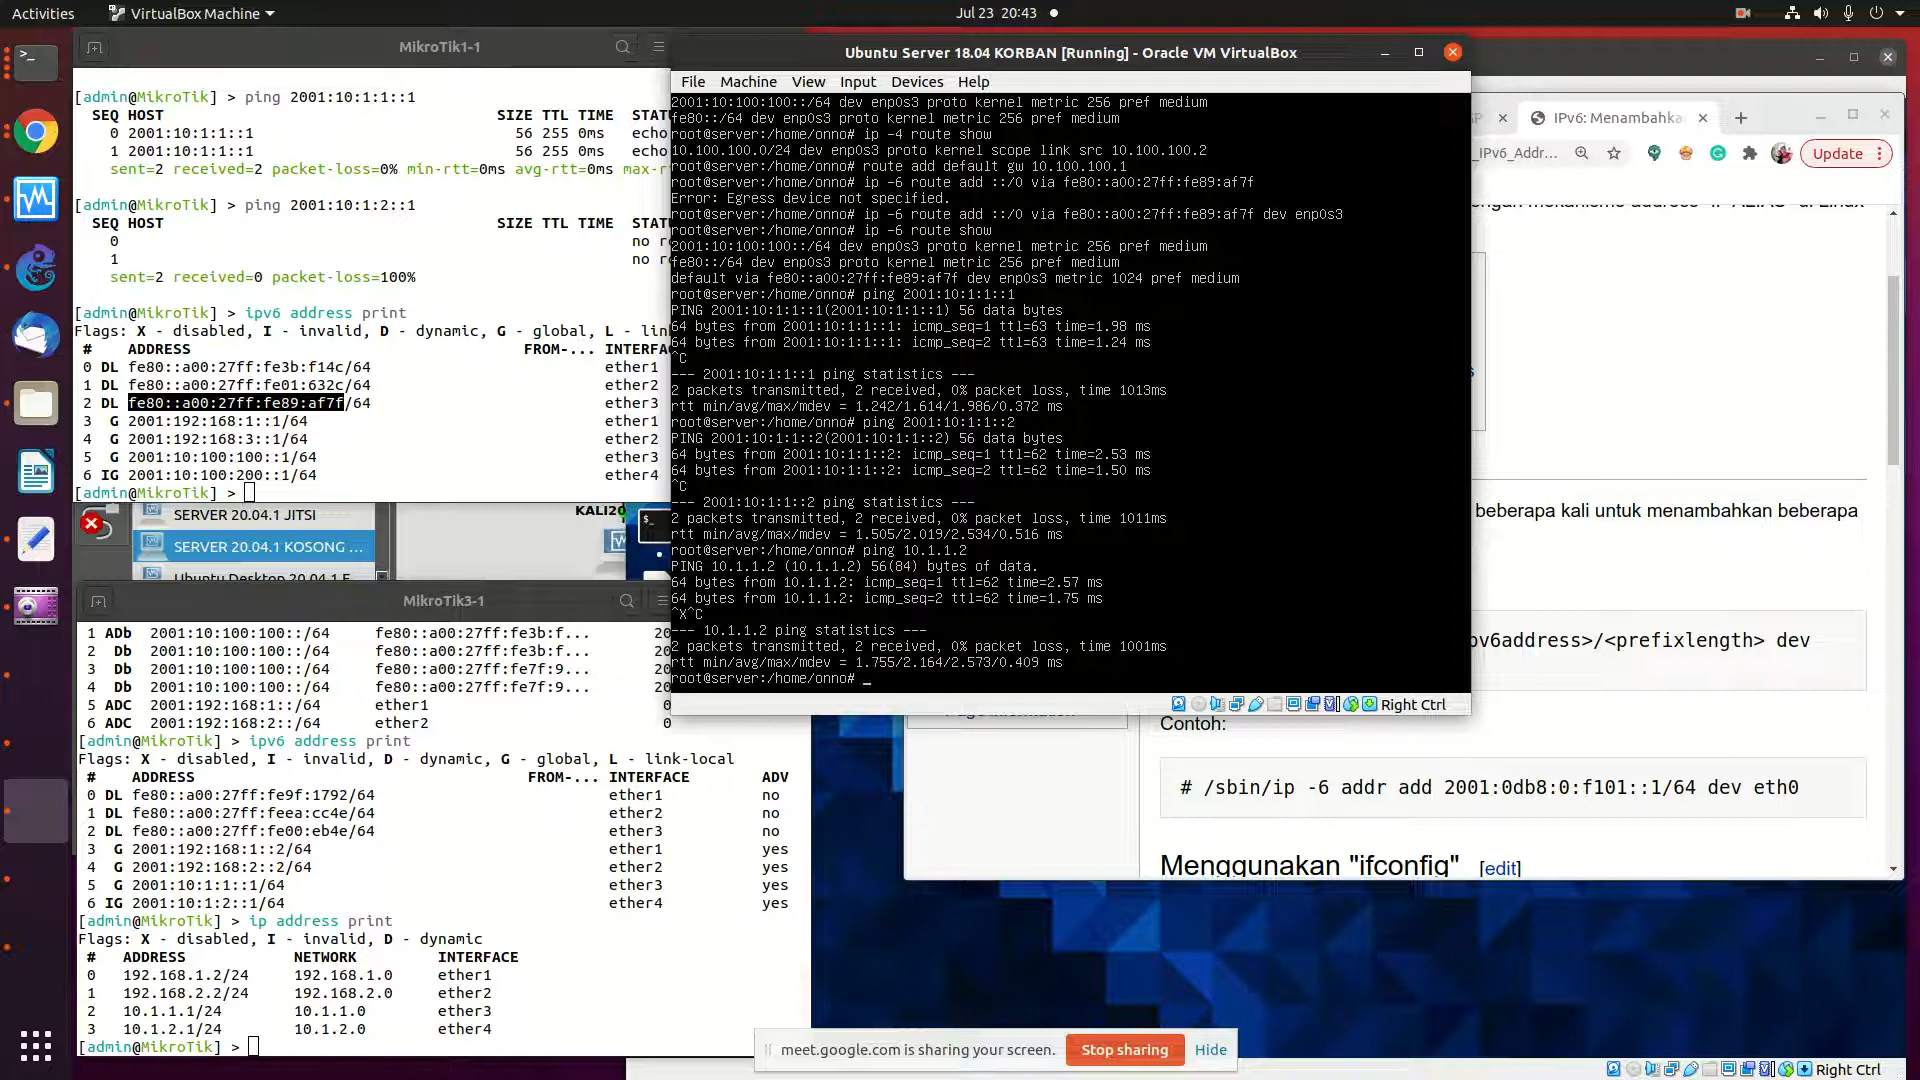 Activities
VirtualBox Machine
Jul 23 20:43
MikroTik1-1
[admin@MikroTik] > ping 2001:10:1:1::1
SEQ HOST SIZE TTL TIME STATU
0 2001:10:1:1::1 56 255 0ms echo
1 2001:10:1:1::1 56 255 0ms echo
sent=2 received=2 packet-loss=0% min-rtt=0ms avg-rtt=0ms max-r
[admin@MikroTik] > ping 2001:10:1:2::1
SEQ HOST SIZE TTL TIME STATU
0 no ro
1 no ro
sent=2 received=0 packet-loss=100%
[admin@MikroTik] > ipv6 address print
Flags: X - disabled, I - invalid, D - dynamic, G - global, L - link
# ADDRESS FROM-... INTERFAC
0 DL fe80::a00:27ff:fe3b:f14c/64 ether1
1 DL fe80::a00:27ff:fe01:632c/64 ether2
2 DL fe80::a00:27ff:fe89:af7f/64 ether3
3 G 2001:192:168:1::1/64 ether1
4 G 2001:192:168:3::1/64 ether2
5 G 2001:10:100:100::1/64 ether3
6 IG 2001:10:100:200::1/64 ether4
[admin@MikroTik] >
SERVER 20.04.1 JITSI
SERVER 20.04.1 KOSONG ...
Ubuntu Desktop 20.04.1 F
KALI20
MikroTik3-1
1 ADb 2001:10:100:100::/64 fe80::a00:27ff:fe3b:f... 20
2 Db 2001:10:100:100::/64 fe80::a00:27ff:fe3b:f... 20
3 Db 2001:10:100:100::/64 fe80::a00:27ff:fe7f:9... 20
4 Db 2001:10:100:100::/64 fe80::a00:27ff:fe7f:9... 20
5 ADC 2001:192:168:1::/64 ether1 0
6 ADC 2001:192:168:2::/64 ether2 0
[admin@MikroTik] > ipv6 address print
Flags: X - disabled, I - invalid, D - dynamic, G - global, L - link-local
# ADDRESS FROM-... INTERFACE ADV
0 DL fe80::a00:27ff:fe9f:1792/64 ether1 no
1 DL fe80::a00:27ff:feea:cc4e/64 ether2 no
2 DL fe80::a00:27ff:fe00:eb4e/64 ether3 no
3 G 2001:192:168:1::2/64 ether1 yes
4 G 2001:192:168:2::2/64 ether2 yes
5 G 2001:10:1:1::1/64 ether3 yes
6 IG 2001:10:1:2::1/64 ether4 yes
[admin@MikroTik] > ip address print
Flags: X - disabled, I - invalid, D - dynamic
# ADDRESS NETWORK INTERFACE
0 192.168.1.2/24 192.168.1.0 ether1
1 192.168.2.2/24 192.168.2.0 ether2
2 10.1.1.1/24 10.1.1.0 ether3
3 10.1.2.1/24 10.1.2.0 ether4
[admin@MikroTik] >
Ubuntu Server 18.04 KORBAN [Running] - Oracle VM VirtualBox
File Machine View Input Devices Help
2001:10:100:100::/64 dev enp0s3 proto kernel metric 256 pref medium
fe80::/64 dev enp0s3 proto kernel metric 256 pref medium
root@server:/home/onno# ip -4 route show
10.100.100.0/24 dev enp0s3 proto kernel scope link src 10.100.100.2
root@server:/home/onno# route add default gw 10.100.100.1
root@server:/home/onno# ip -6 route add ::/0 via fe80::a00:27ff:fe89:af7f
Error: Egress device not specified.
root@server:/home/onno# ip -6 route add ::/0 via fe80::a00:27ff:fe89:af7f dev enp0s3
root@server:/home/onno# ip -6 route show
2001:10:100:100::/64 dev enp0s3 proto kernel metric 256 pref medium
fe80::/64 dev enp0s3 proto kernel metric 256 pref medium
default via fe80::a00:27ff:fe89:af7f dev enp0s3 metric 1024 pref medium
root@server:/home/onno# ping 2001:10:1:1::1
PING 2001:10:1:1::1(2001:10:1:1::1) 56 data bytes
64 bytes from 2001:10:1:1::1: icmp_seq=1 ttl=63 time=1.98 ms
64 bytes from 2001:10:1:1::1: icmp_seq=2 ttl=63 time=1.24 ms
^C
--- 2001:10:1:1::1 ping statistics ---
2 packets transmitted, 2 received, 0% packet loss, time 1013ms
rtt min/avg/max/mdev = 1.242/1.614/1.986/0.372 ms
root@server:/home/onno# ping 2001:10:1:1::2
PING 2001:10:1:1::2(2001:10:1:1::2) 56 data bytes
64 bytes from 2001:10:1:1::2: icmp_seq=1 ttl=62 time=2.53 ms
64 bytes from 2001:10:1:1::2: icmp_seq=2 ttl=62 time=1.50 ms
^C
--- 2001:10:1:1::2 ping statistics ---
2 packets transmitted, 2 received, 0% packet loss, time 1011ms
rtt min/avg/max/mdev = 1.505/2.019/2.534/0.516 ms
root@server:/home/onno# ping 10.1.1.2
PING 10.1.1.2 (10.1.1.2) 56(84) bytes of data.
64 bytes from 10.1.1.2: icmp_seq=1 ttl=62 time=2.57 ms
64 bytes from 10.1.1.2: icmp_seq=2 ttl=62 time=1.75 ms
^X^C
--- 10.1.1.2 ping statistics ---
2 packets transmitted, 2 received, 0% packet loss, time 1001ms
rtt min/avg/max/mdev = 1.755/2.164/2.573/0.409 ms
root@server:/home/onno# _
Right Ctrl
IPv6: Menambahka
_IPv6_Addr...
Update
beberapa kali untuk menambahkan beberapa
pv6address>/<prefixlength> dev
Contoh:
# /sbin/ip -6 addr add 2001:0db8:0:f101::1/64 dev eth0
Menggunakan "ifconfig" [edit]
meet.google.com is sharing your screen.
Stop sharing
Hide
Right Ctrl